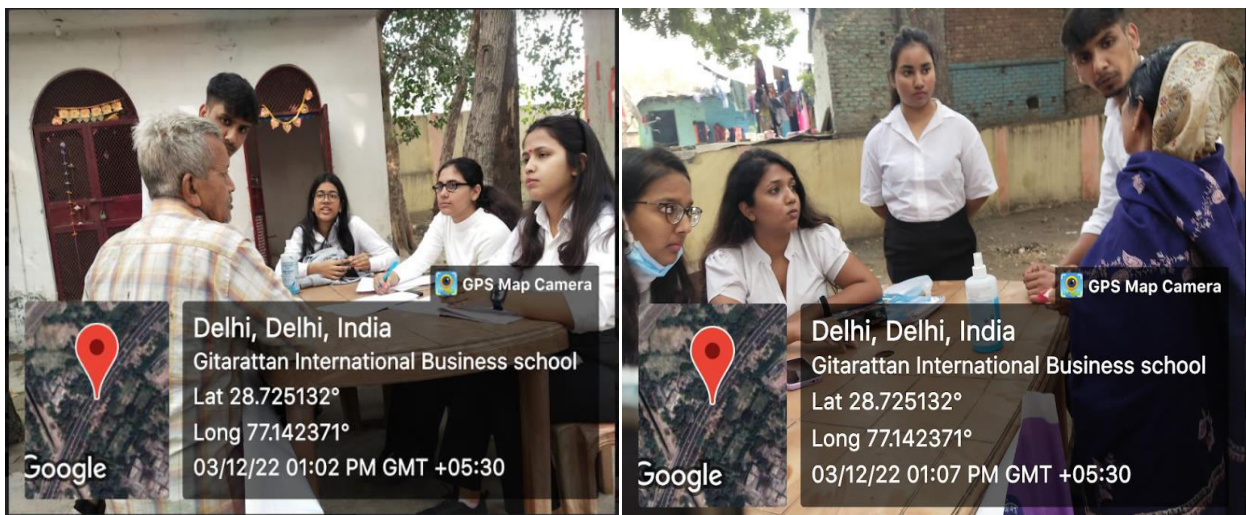 GPS Map Camera
Delhi, Delhi, India
Gitarattan International Business school
Lat 28.725132°
Long 77.142371°
03/12/22 01:02 PM GMT +05:30
Google
GPS Map Camera
Delhi, Delhi, India
Gitarattan International Business school
Lat 28.725132°
Long 77.142371°
03/12/22 01:07 PM GMT +05:30
Google